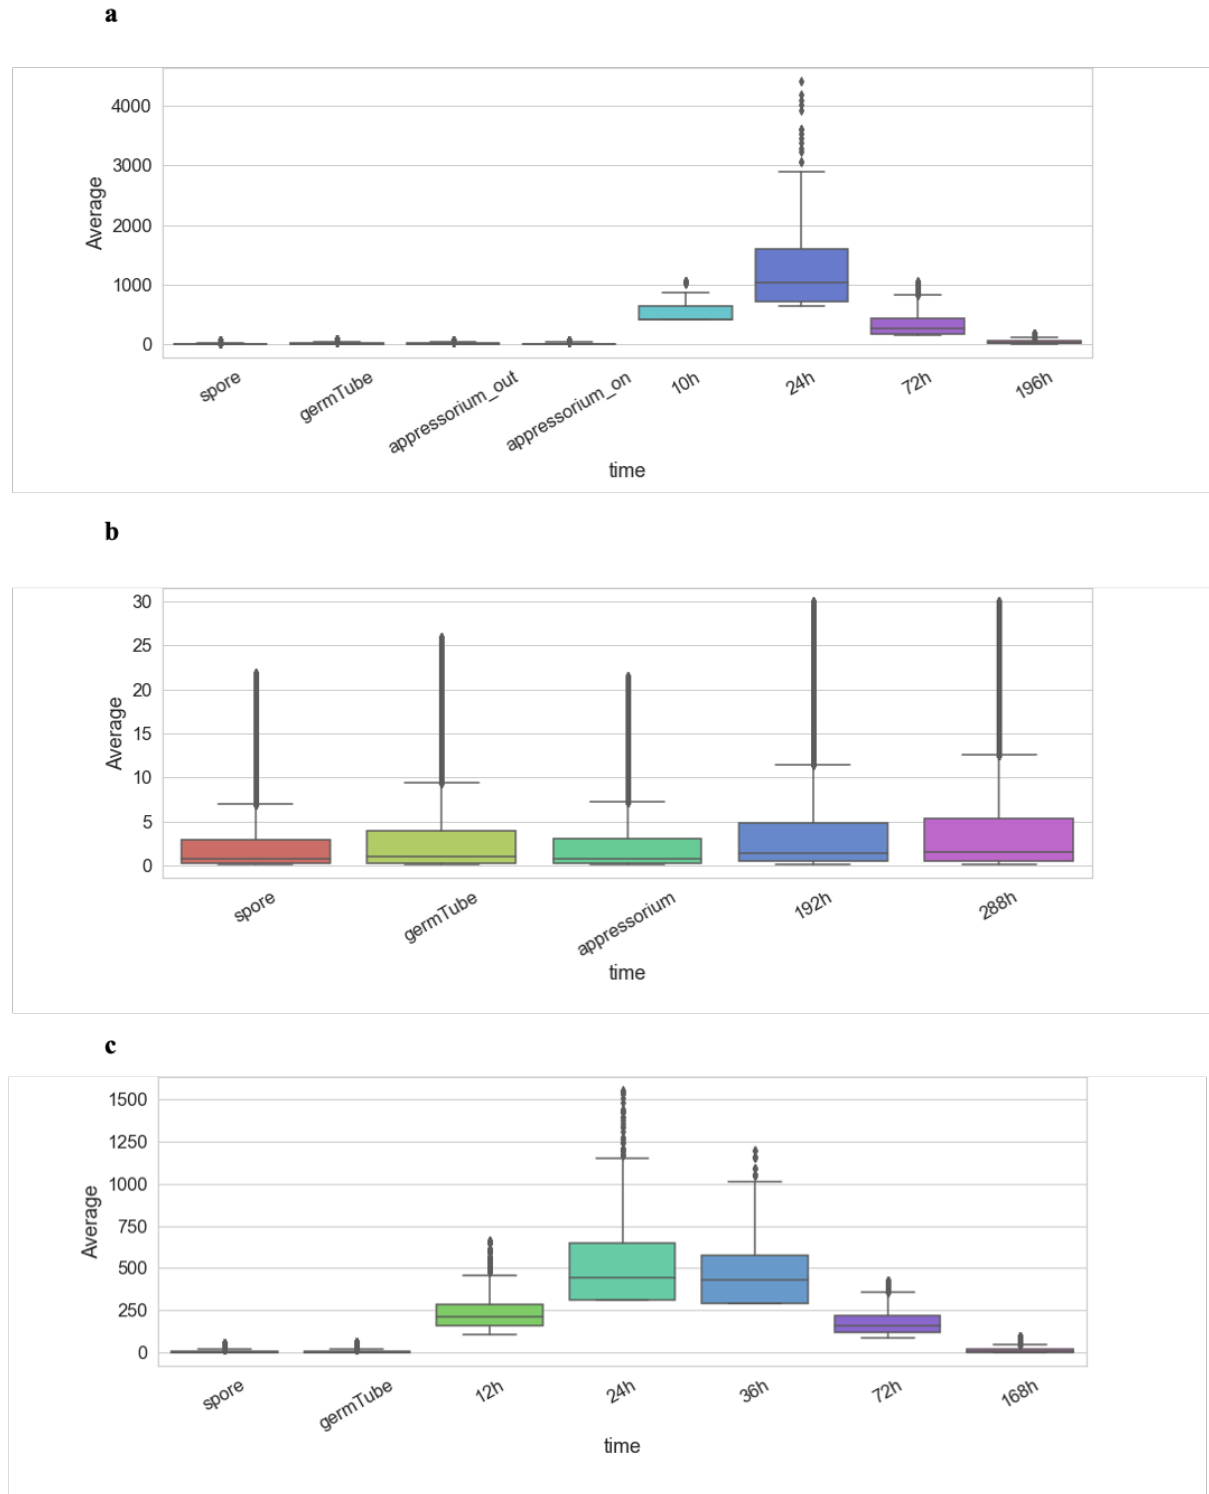 a
4000
3000
2000
1000
0
Average
spore
germTube
appressorium_out
appressorium_on
10h
24h
72h
196h
time
b
30
25
20
15
10
5
0
Average
spore
germTube
appressorium
192h
288h
time
c
1500
1250
1000
750
500
250
0
Average
spore
germTube
12h
24h
36h
72h
168h
time